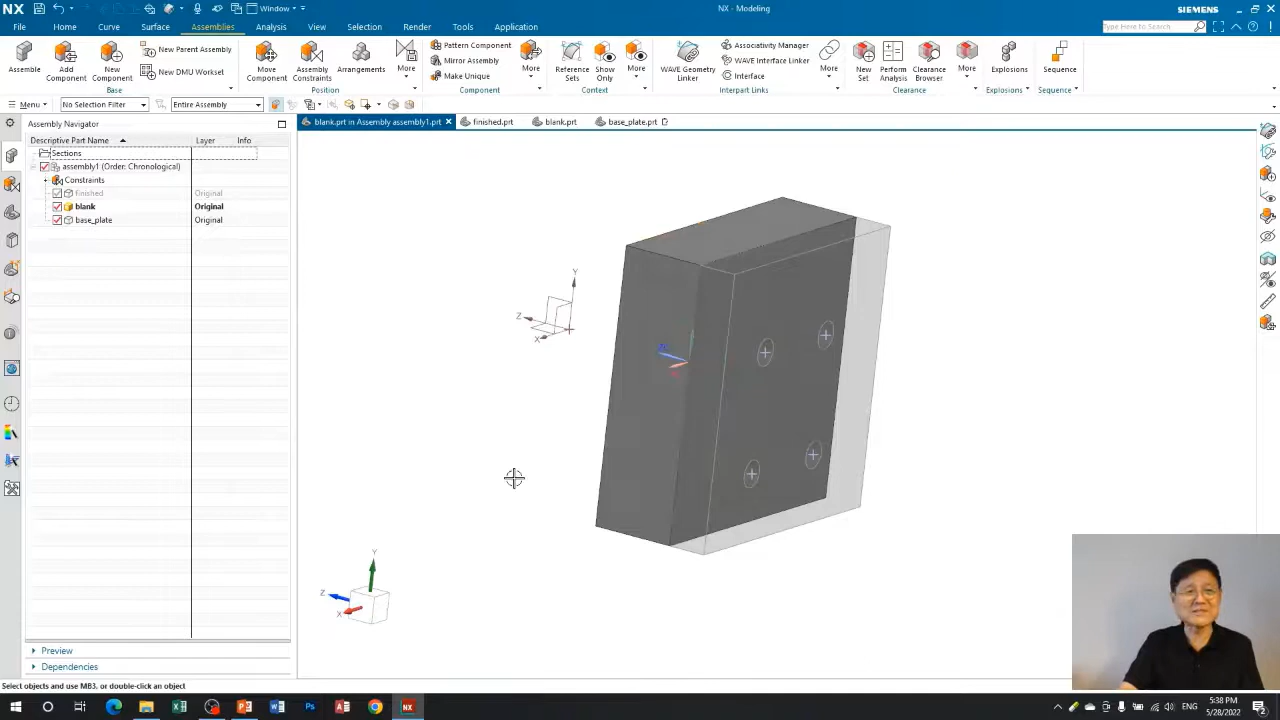 NX
Window
NX - Modeling
SIEMENS
File Home Curve Surface Assemblies Analysis View Selection Render Tools Application
Type Here to Search
Assemble
Add Component
New Component
New Parent Assembly
New DMU Workset
Base
Move Component
Assembly Constraints
Arrangements
More
Position
Pattern Component
Mirror Assembly
Make Unique
More
Component
Reference Sets
Show Only
More
Context
WAVE Geometry Linker
Associativity Manager
WAVE Interface Linker
Interface
More
Interpart Links
New Set
Perform Analysis
Clearance Browser
More
Clearance
Explosions
Explosions
Sequence
Sequence
Menu
No Selection Filter
Entire Assembly
Assembly Navigator
blank.prt in Assembly assembly1.prt
finished.prt
blank.prt
base_plate.prt
Descriptive Part Name Layer Info
Sections
assembly1 (Order: Chronological)
Constraints
finished Original
blank Original
base_plate Original
Y
Z
X
Y
Z
X
Preview
Dependencies
Select objects and use MB3, or double-click an object
ENG
5:38 PM
5/28/2022